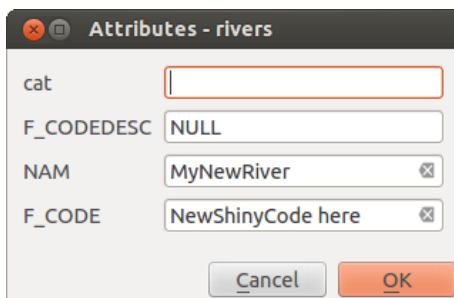 Attributes - rivers
cat
F_CODEDESC NULL
NAM MyNewRiver
F_CODE NewShinyCode here
Cancel OK